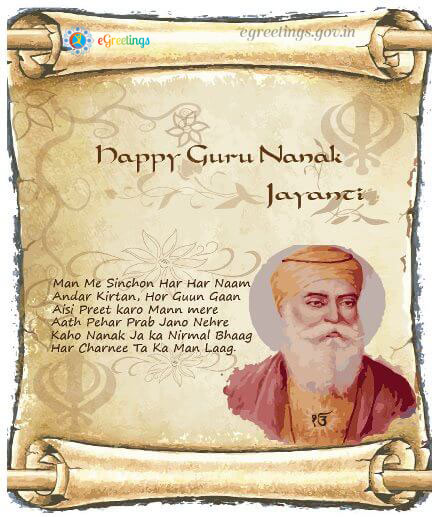 eGreetings
egreetings.gov.in
Happy Guru Nanak
Jayanti
Man Me Sinchon Har Har Naam
Andar Kirtan, Hor Guun Gaan
Aisi Preet karo Mann mere
Aath Pehar Prab Jano Nehre
Kaho Nanak Ja ka Nirmal Bhaag
Har Charnee Ta Ka Man Laag.
ੴ